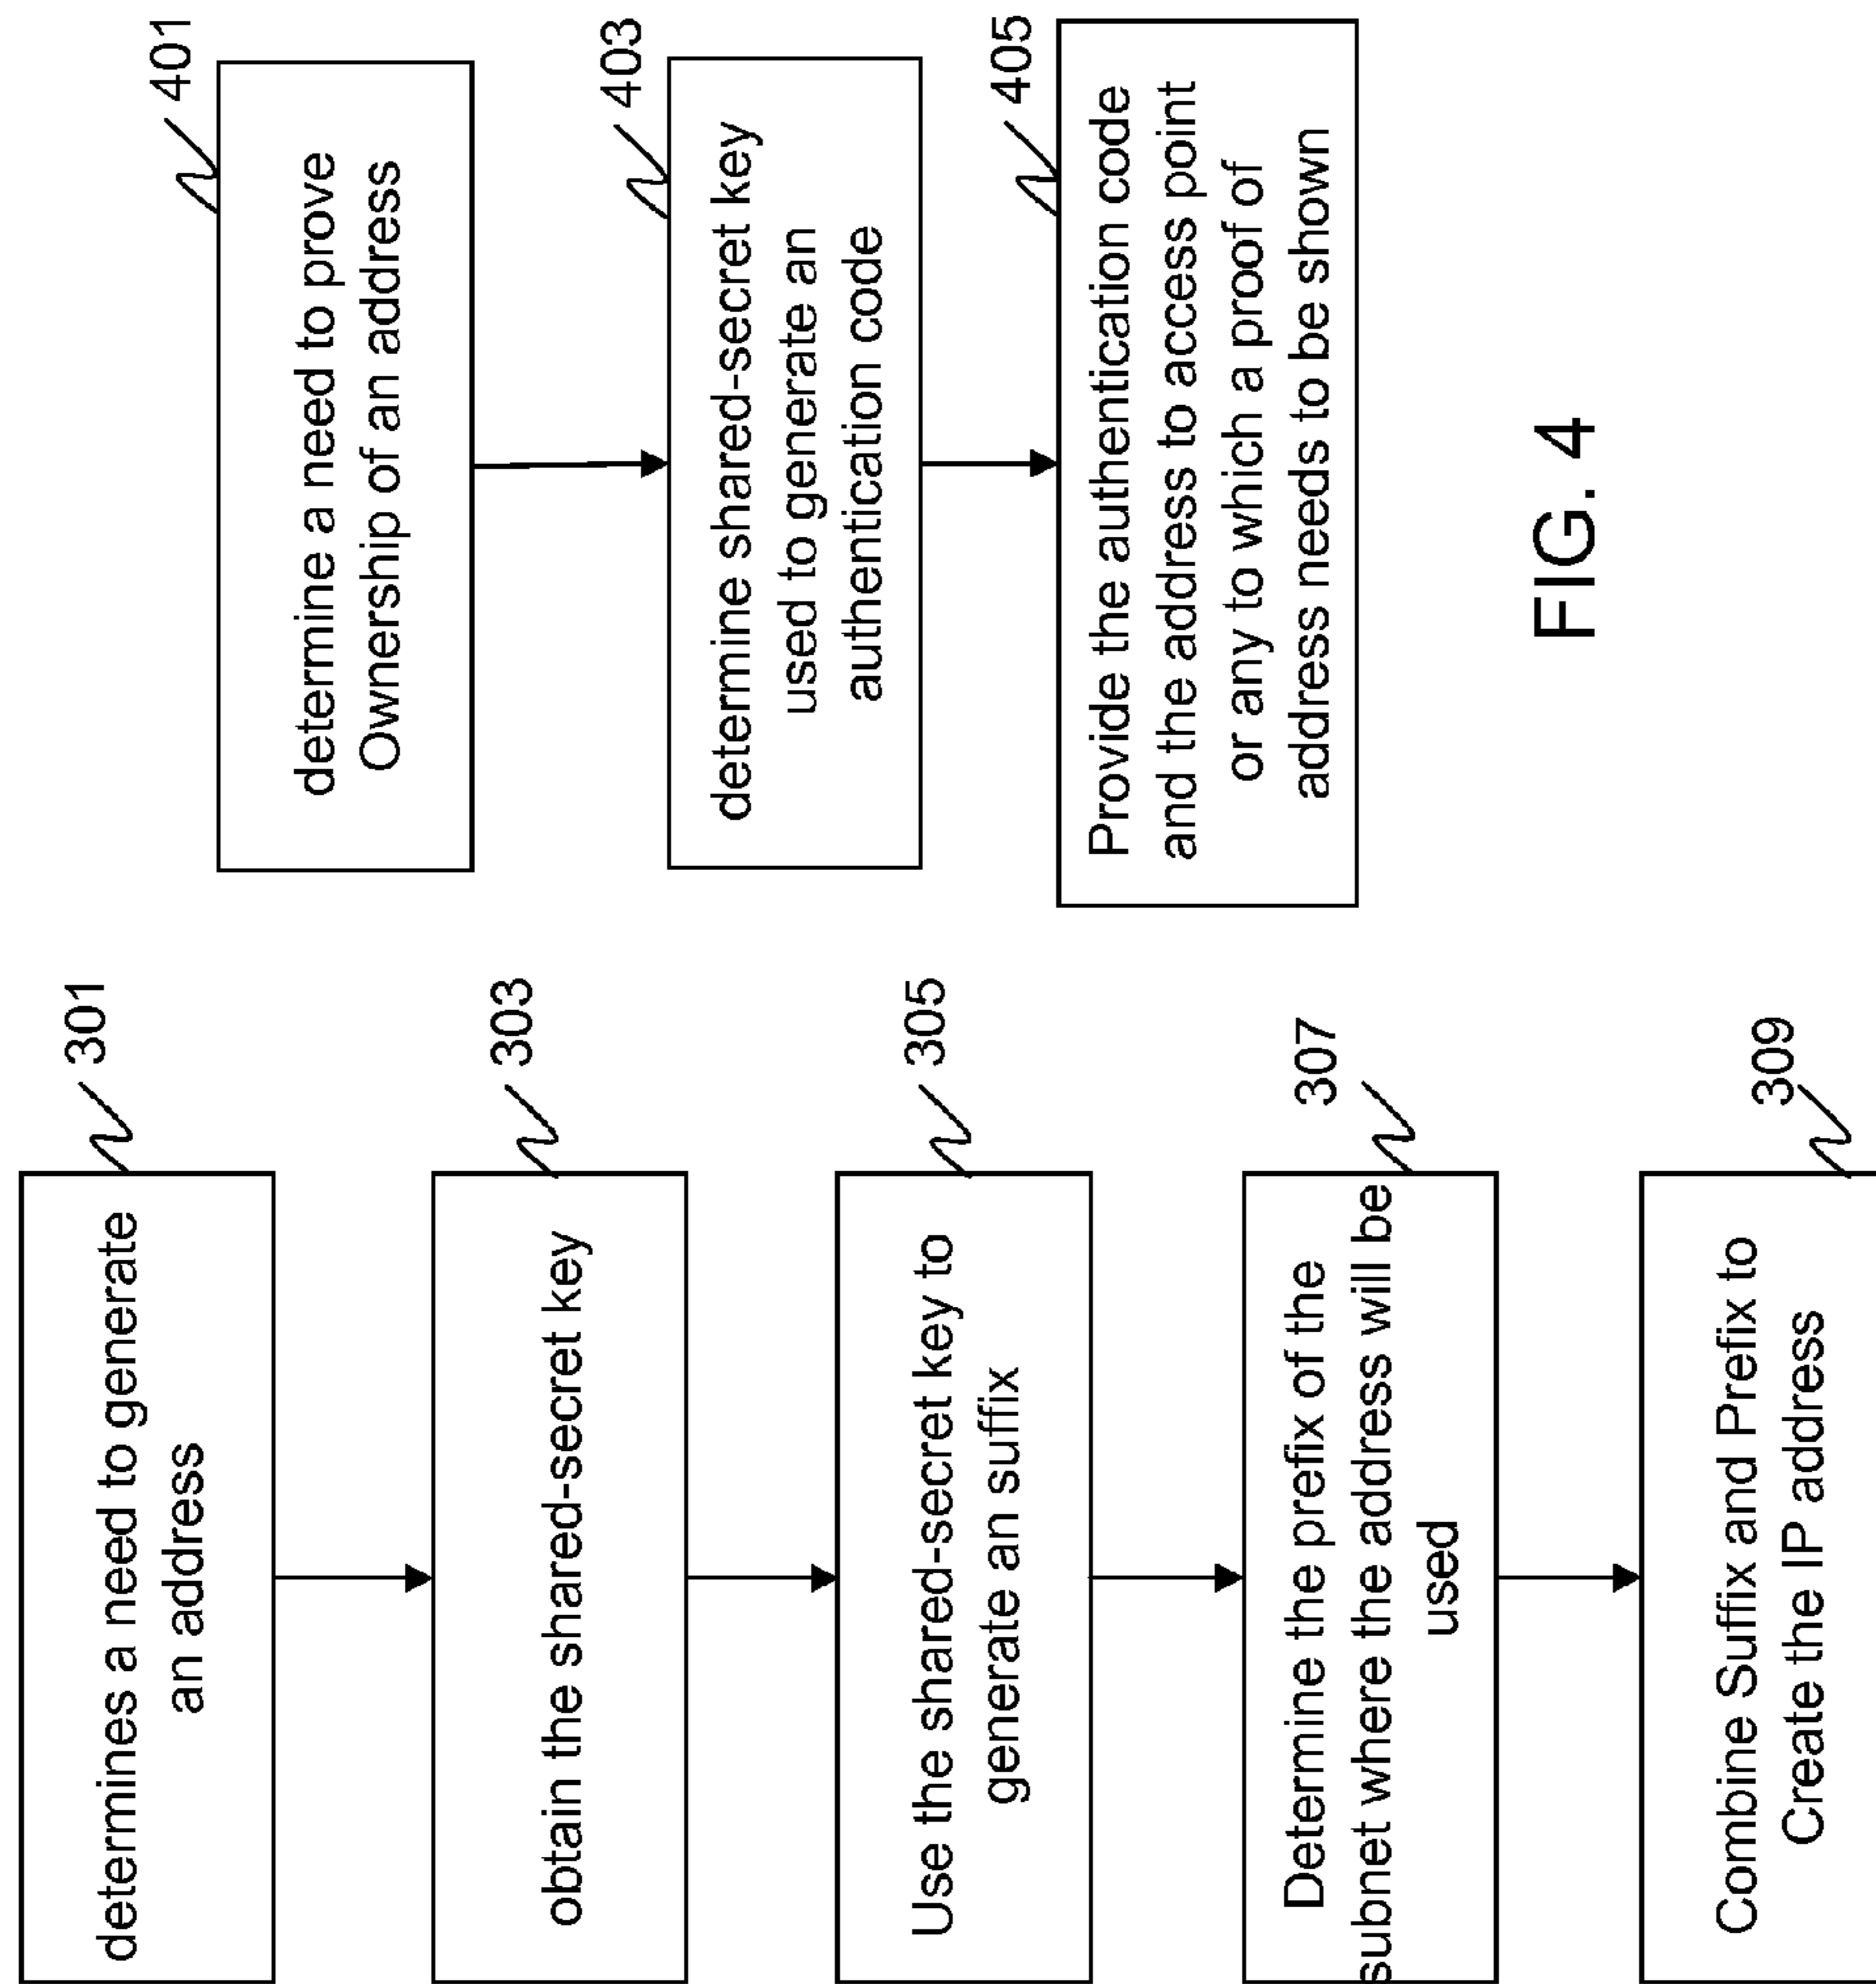 301
determines a need to generate
an address
303
obtain the shared-secret key
305
Use the shared-secret key to
generate an suffix
307
Determine the prefix of the
subnet where the address will be
used
309
Combine Suffix and Prefix to
Create the IP address
401
determine a need to prove
Ownership of an address
403
determine shared-secret key
used to generate an
authentication code
405
Provide the authentication code
and the address to access point
or any to which a proof of
address needs to be shown
FIG. 4